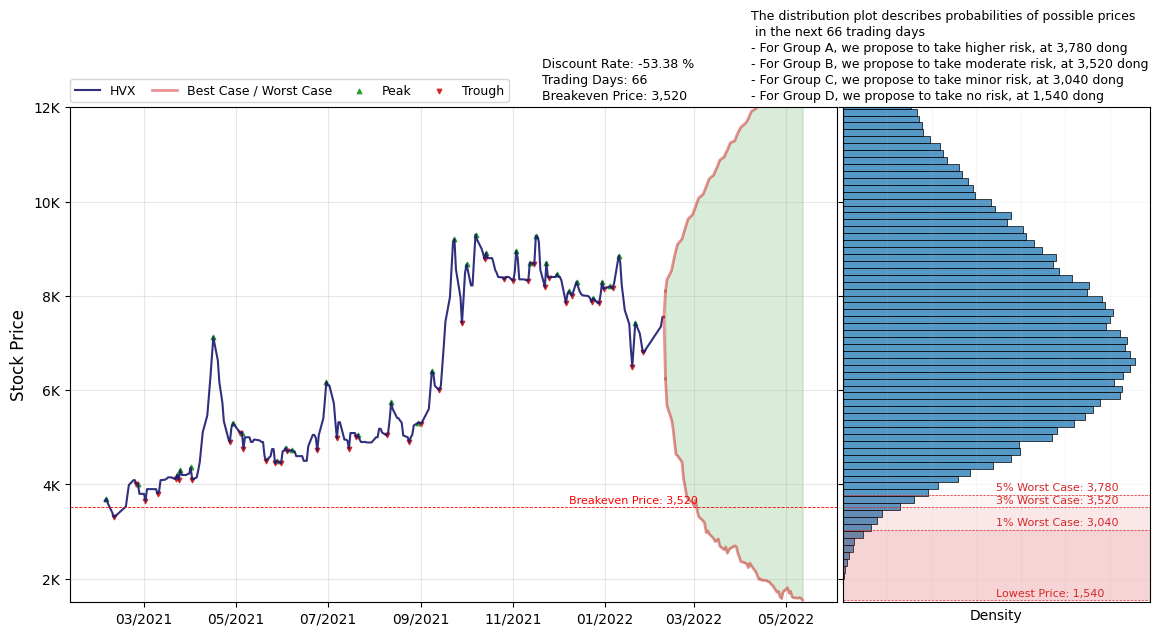 The distribution plot describes probabilities of possible prices
in the next 66 trading days
- For Group A, we propose to take higher risk, at 3,780 dong
- For Group B, we propose to take moderate risk, at 3,520 dong
- For Group C, we propose to take minor risk, at 3,040 dong
- For Group D, we propose to take no risk, at 1,540 dong
Discount Rate: -53.38 %
Trading Days: 66
Breakeven Price: 3,520
HVX
Best Case / Worst Case
Peak
Trough
Stock Price
12K
10K
8K
6K
4K
2K
Breakeven Price: 3,520
03/2021
05/2021
07/2021
09/2021
11/2021
01/2022
03/2022
05/2022
5% Worst Case: 3,780
3% Worst Case: 3,520
1% Worst Case: 3,040
Lowest Price: 1,540
Density